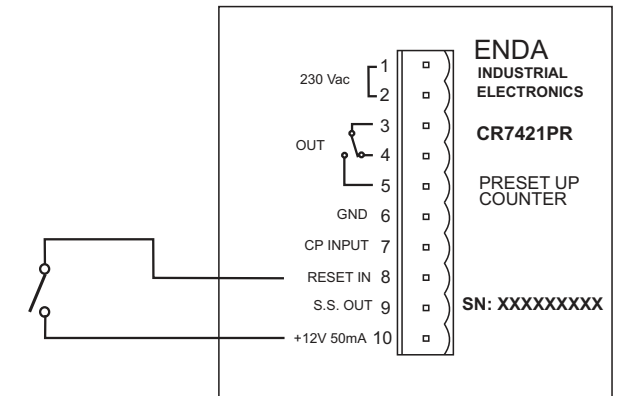 ENDA
INDUSTRIAL
ELECTRONICS
CR7421PR
PRESET UP
COUNTER
SN: XXXXXXXXX
230 Vac
1
2
OUT
3
4
5
GND 6
CP INPUT 7
RESET IN 8
S.S. OUT 9
+12V 50mA 10